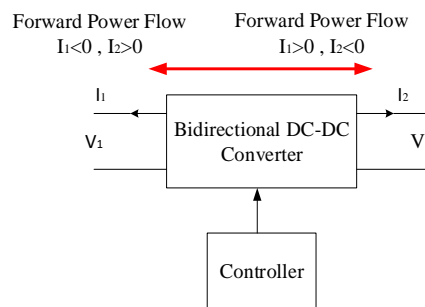 Forward Power Flow
I₁<0 , I₂>0
Forward Power Flow
I₁>0 , I₂<0
I₁
I₂
Bidirectional DC-DC
Converter
V₁
V
Controller